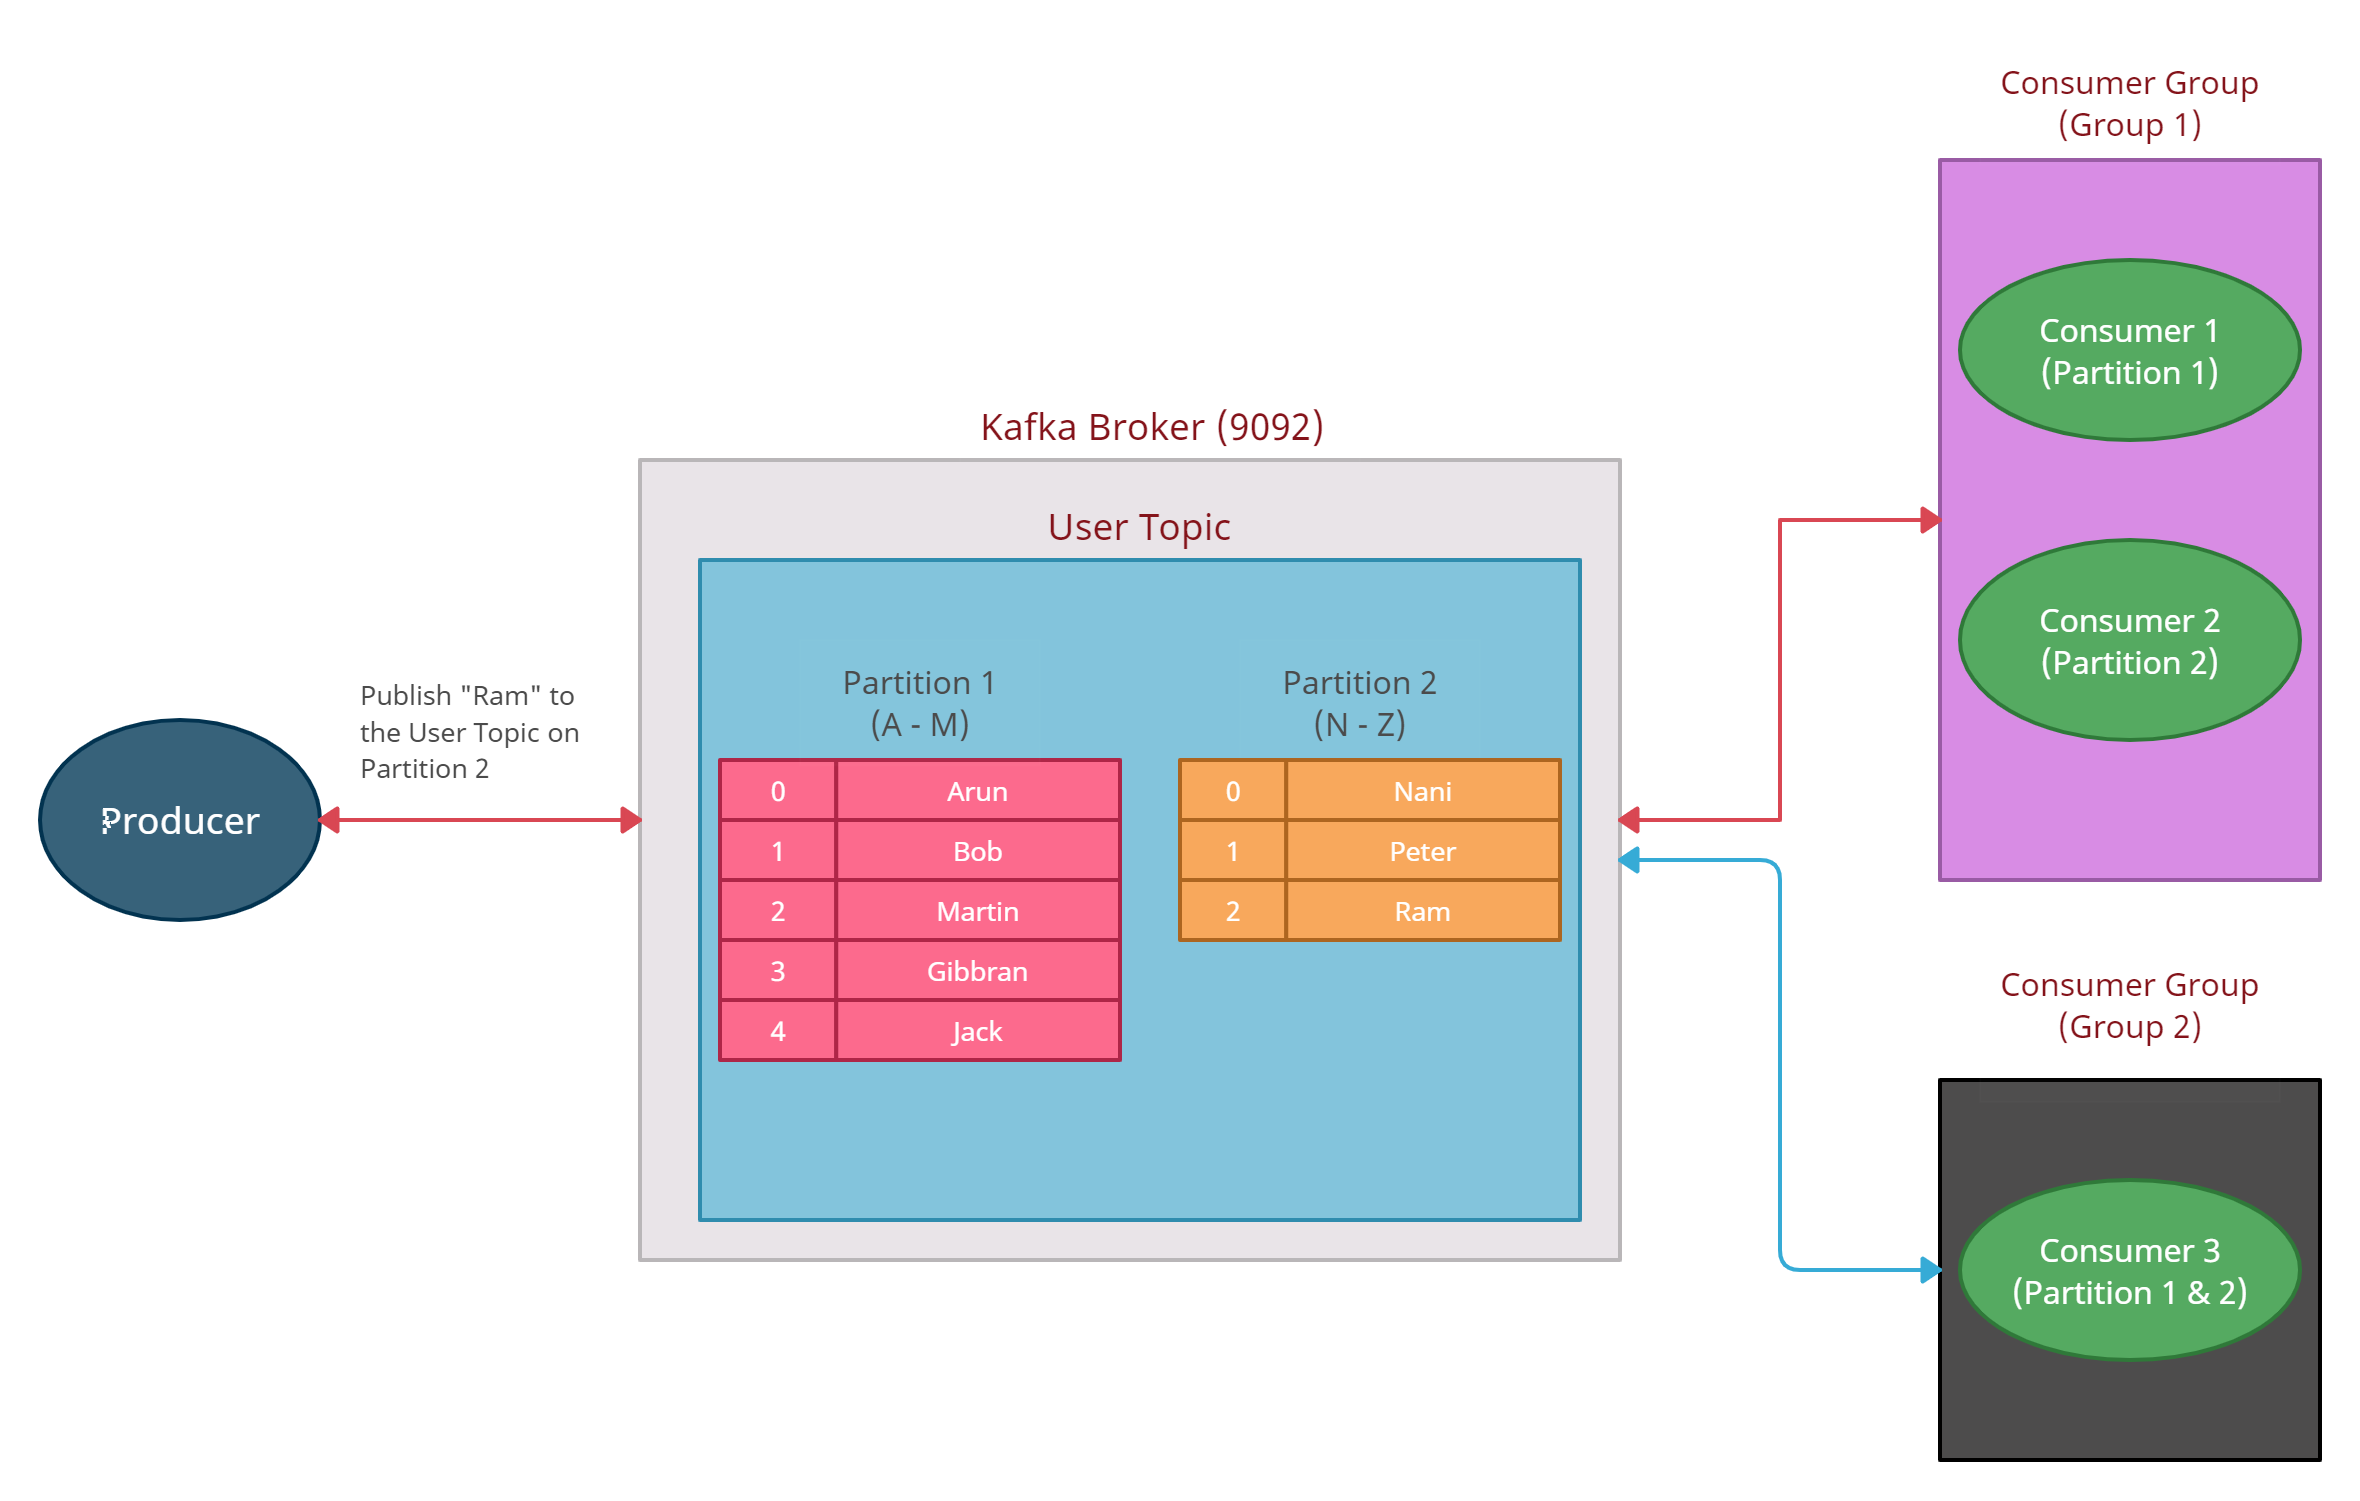 Consumer Group
(Group 1)
Consumer 1
(Partition 1)
Consumer 2
(Partition 2)
Kafka Broker (9092)
User Topic
Partition 1
(A - M)
0 Arun
1 Bob
2 Martin
3 Gibbran
4 Jack
Partition 2
(N - Z)
0 Nani
1 Peter
2 Ram
Publish "Ram" to
the User Topic on
Partition 2
Producer
Consumer Group
(Group 2)
Consumer 3
(Partition 1 & 2)